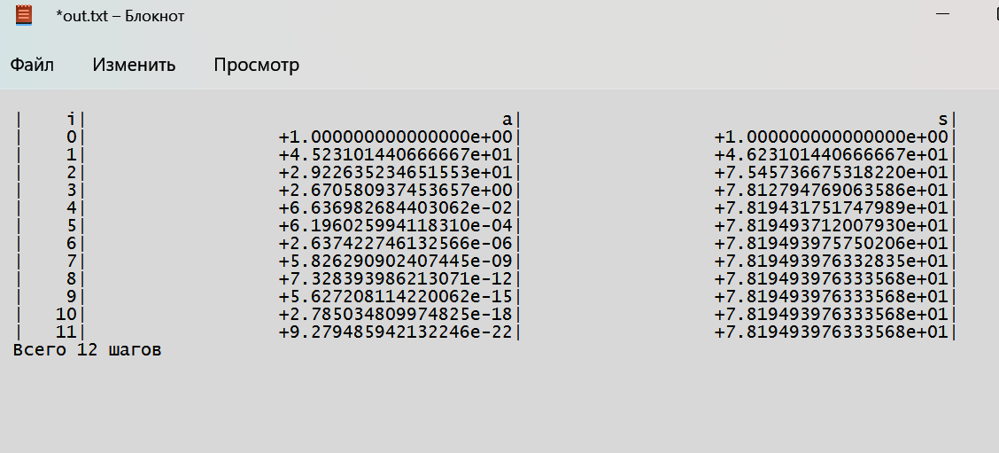 *out.txt – Блокнот
Файл Изменить Просмотр
| i| a| s|
| 0| +1.000000000000000e+00| +1.000000000000000e+00|
| 1| +4.523101440666667e+01| +4.623101440666667e+01|
| 2| +2.922635234651553e+01| +7.545736675318220e+01|
| 3| +2.670580937453657e+00| +7.812794769063586e+01|
| 4| +6.636982684403062e-02| +7.819431751747989e+01|
| 5| +6.196025994118310e-04| +7.819493712007930e+01|
| 6| +2.637422746132566e-06| +7.819493975750206e+01|
| 7| +5.826290902407445e-09| +7.819493976332835e+01|
| 8| +7.328393986213071e-12| +7.819493976333568e+01|
| 9| +5.627208114220062e-15| +7.819493976333568e+01|
| 10| +2.785034809974825e-18| +7.819493976333568e+01|
| 11| +9.279485942132246e-22| +7.819493976333568e+01|
Всего 12 шагов